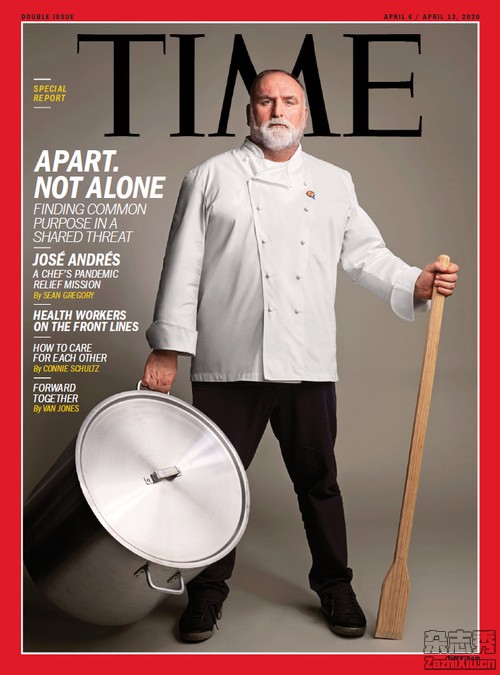 DOUBLE ISSUE
APRIL 6 / APRIL 13, 2020
TIME
SPECIAL
REPORT
APART.
NOT ALONE
FINDING COMMON
PURPOSE IN A
SHARED THREAT
JOSÉ ANDRÉS
A CHEF'S PANDEMIC
RELIEF MISSION
By SEAN GREGORY
HEALTH WORKERS
ON THE FRONT LINES
HOW TO CARE
FOR EACH OTHER
By CONNIE SCHULTZ
FORWARD
TOGETHER
By VAN JONES
杂志秀
ZazhiXiu.cn